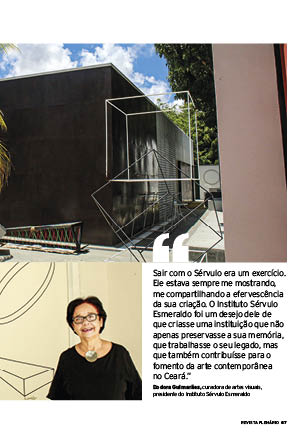 “
Sair com o Sérvulo era um exercício.
Ele estava sempre me mostrando,
me compartilhando a efervescência
da sua criação. O Instituto Sérvulo
Esmeraldo foi um desejo dele de
que criasse uma instituição que não
apenas preservasse a sua memória,
que trabalhasse o seu legado, mas
que também contribuísse para o
fomento da arte contemporânea
no Ceará.”
Dodora Guimarães, curadora de artes visuais,
presidente do Instituto Sérvulo Esmeraldo
REVISTA PLENÁRIO 67